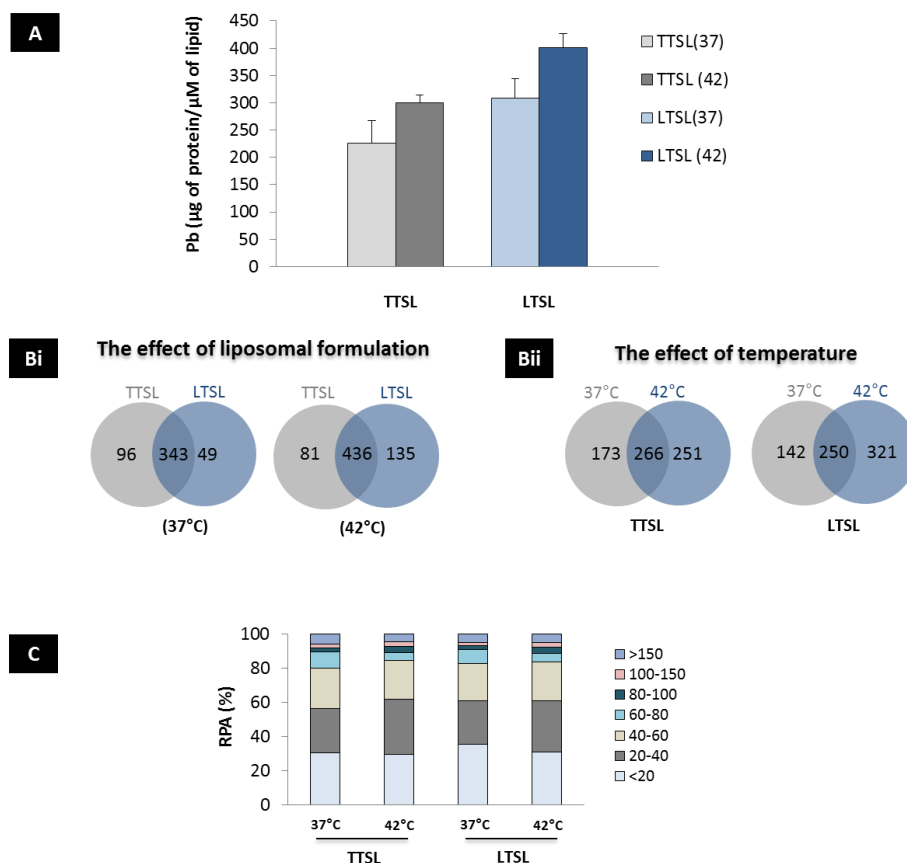 A
Pb (µg of protein/µM of lipid)
450
400
350
300
250
200
150
100
50
0
TTSL
LTSL
TTSL(37)
TTSL (42)
LTSL(37)
LTSL (42)
Bi
The effect of liposomal formulation
TTSL LTSL
96 343 49
(37°C)
TTSL LTSL
81 436 135
(42°C)
Bii
The effect of temperature
37°C 42°C
173 266 251
TTSL
37°C 42°C
142 250 321
LTSL
C
RPA (%)
100
80
60
40
20
0
37°C 42°C 37°C 42°C
TTSL LTSL
>150
100-150
80-100
60-80
40-60
20-40
<20